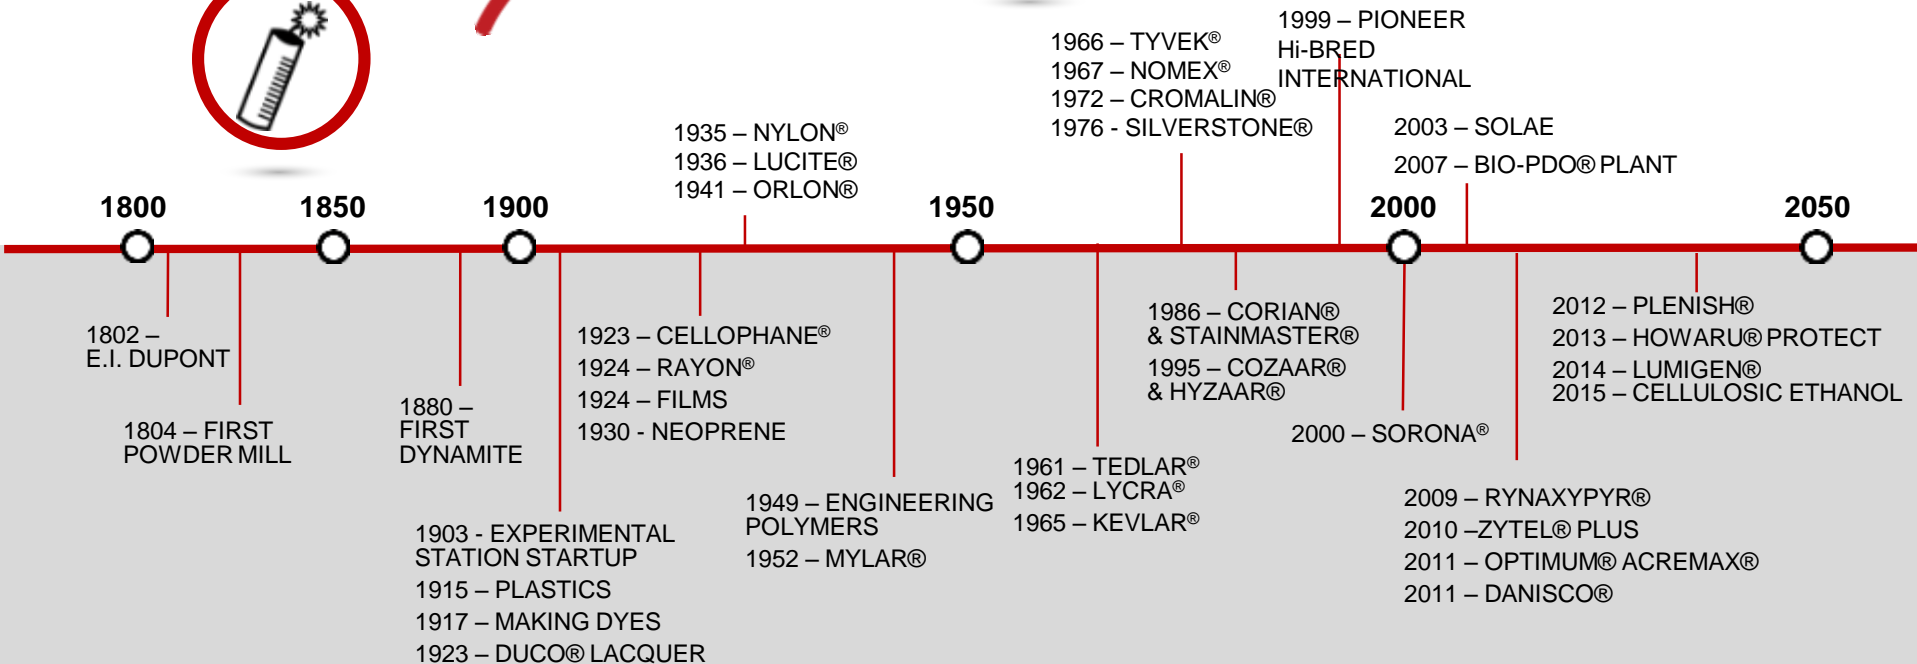 1999 – PIONEER
Hi-BRED
INTERNATIONAL
1966 – TYVEK®
1967 – NOMEX®
1972 – CROMALIN®
1976 - SILVERSTONE®
1935 – NYLON®
1936 – LUCITE®
1941 – ORLON®
2003 – SOLAE
2007 – BIO-PDO® PLANT
1800
1850
1900
1950
2000
2050
1802 –
E.I. DUPONT
1804 – FIRST
POWDER MILL
1880 –
FIRST
DYNAMITE
1903 - EXPERIMENTAL
STATION STARTUP
1915 – PLASTICS
1917 – MAKING DYES
1923 – DUCO® LACQUER
1923 – CELLOPHANE®
1924 – RAYON®
1924 – FILMS
1930 - NEOPRENE
1949 – ENGINEERING
POLYMERS
1952 – MYLAR®
1961 – TEDLAR®
1962 – LYCRA®
1965 – KEVLAR®
1986 – CORIAN®
& STAINMASTER®
1995 – COZAAR®
& HYZAAR®
2000 – SORONA®
2009 – RYNAXYPYR®
2010 –ZYTEL® PLUS
2011 – OPTIMUM® ACREMAX®
2011 – DANISCO®
2012 – PLENISH®
2013 – HOWARU® PROTECT
2014 – LUMIGEN®
2015 – CELLULOSIC ETHANOL